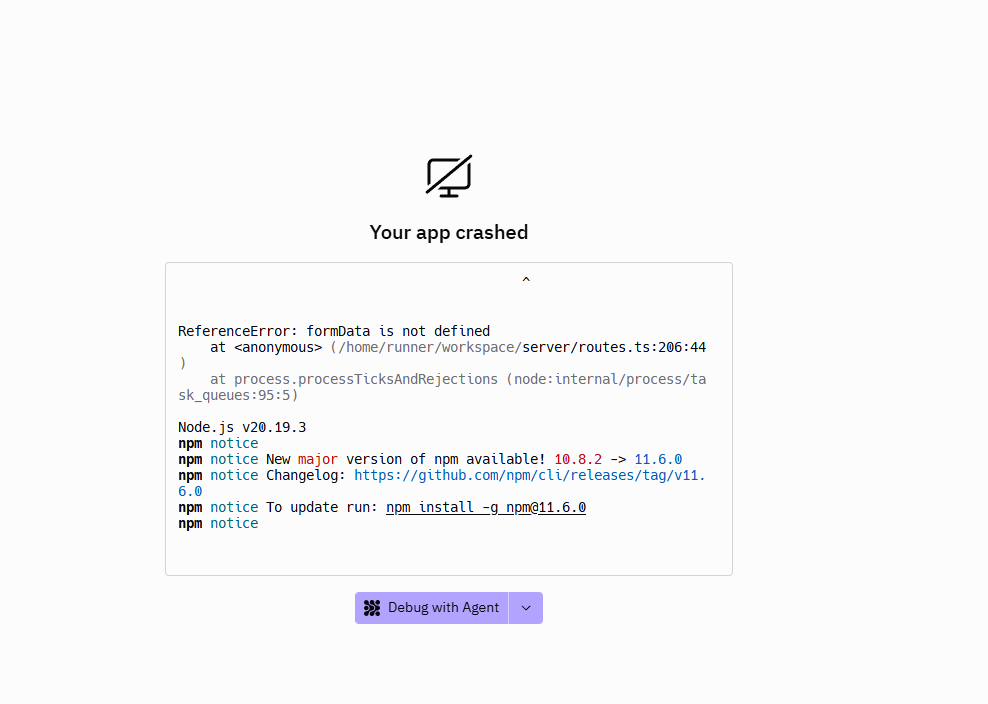 Your app crashed
^
ReferenceError: formData is not defined
    at <anonymous> (/home/runner/workspace/server/routes.ts:206:44
)
    at process.processTicksAndRejections (node:internal/process/ta
sk_queues:95:5)
Node.js v20.19.3
npm notice
npm notice New major version of npm available! 10.8.2 -> 11.6.0
npm notice Changelog: https://github.com/npm/cli/releases/tag/v11.
6.0
npm notice To update run: npm install -g npm@11.6.0
npm notice
Debug with Agent